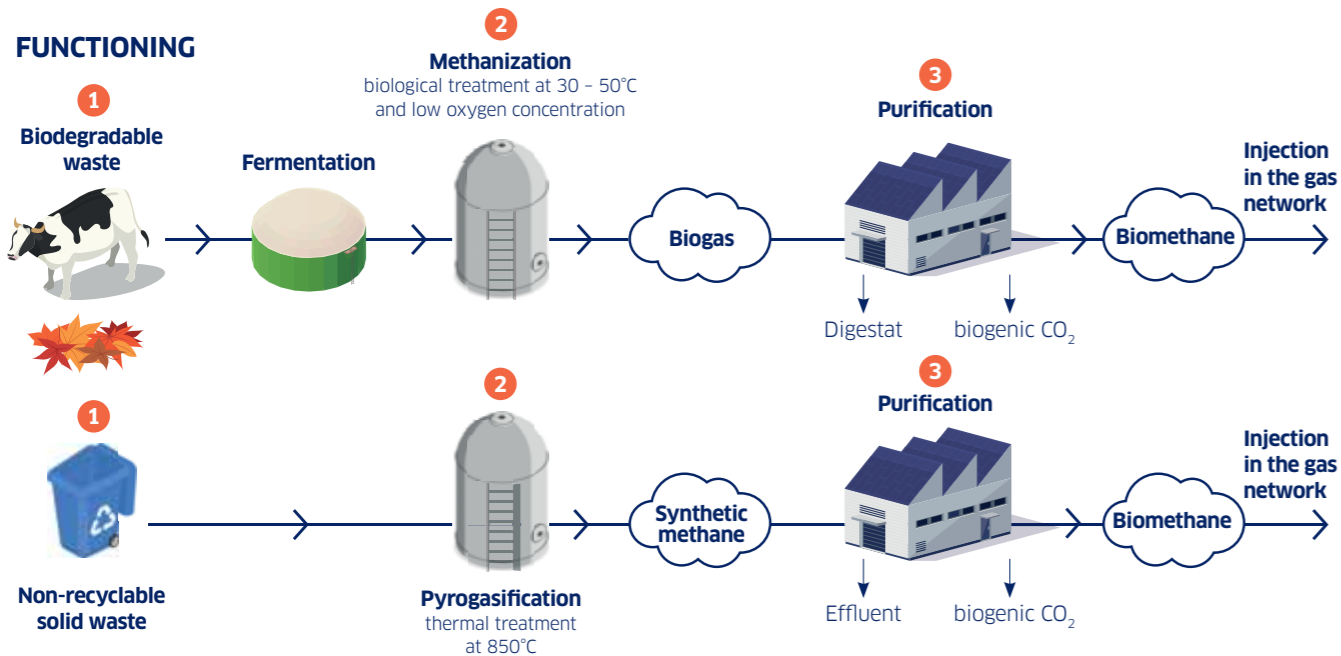 FUNCTIONING
1
Biodegradable
waste
Fermentation
2
Methanization
biological treatment at 30 – 50°C
and low oxygen concentration
Biogas
3
Purification
Digestat
biogenic CO₂
Biomethane
Injection
in the gas
network
1
Non-recyclable
solid waste
2
Pyrogasification
thermal treatment
at 850°C
Synthetic
methane
3
Purification
Effluent
biogenic CO₂
Biomethane
Injection
in the gas
network